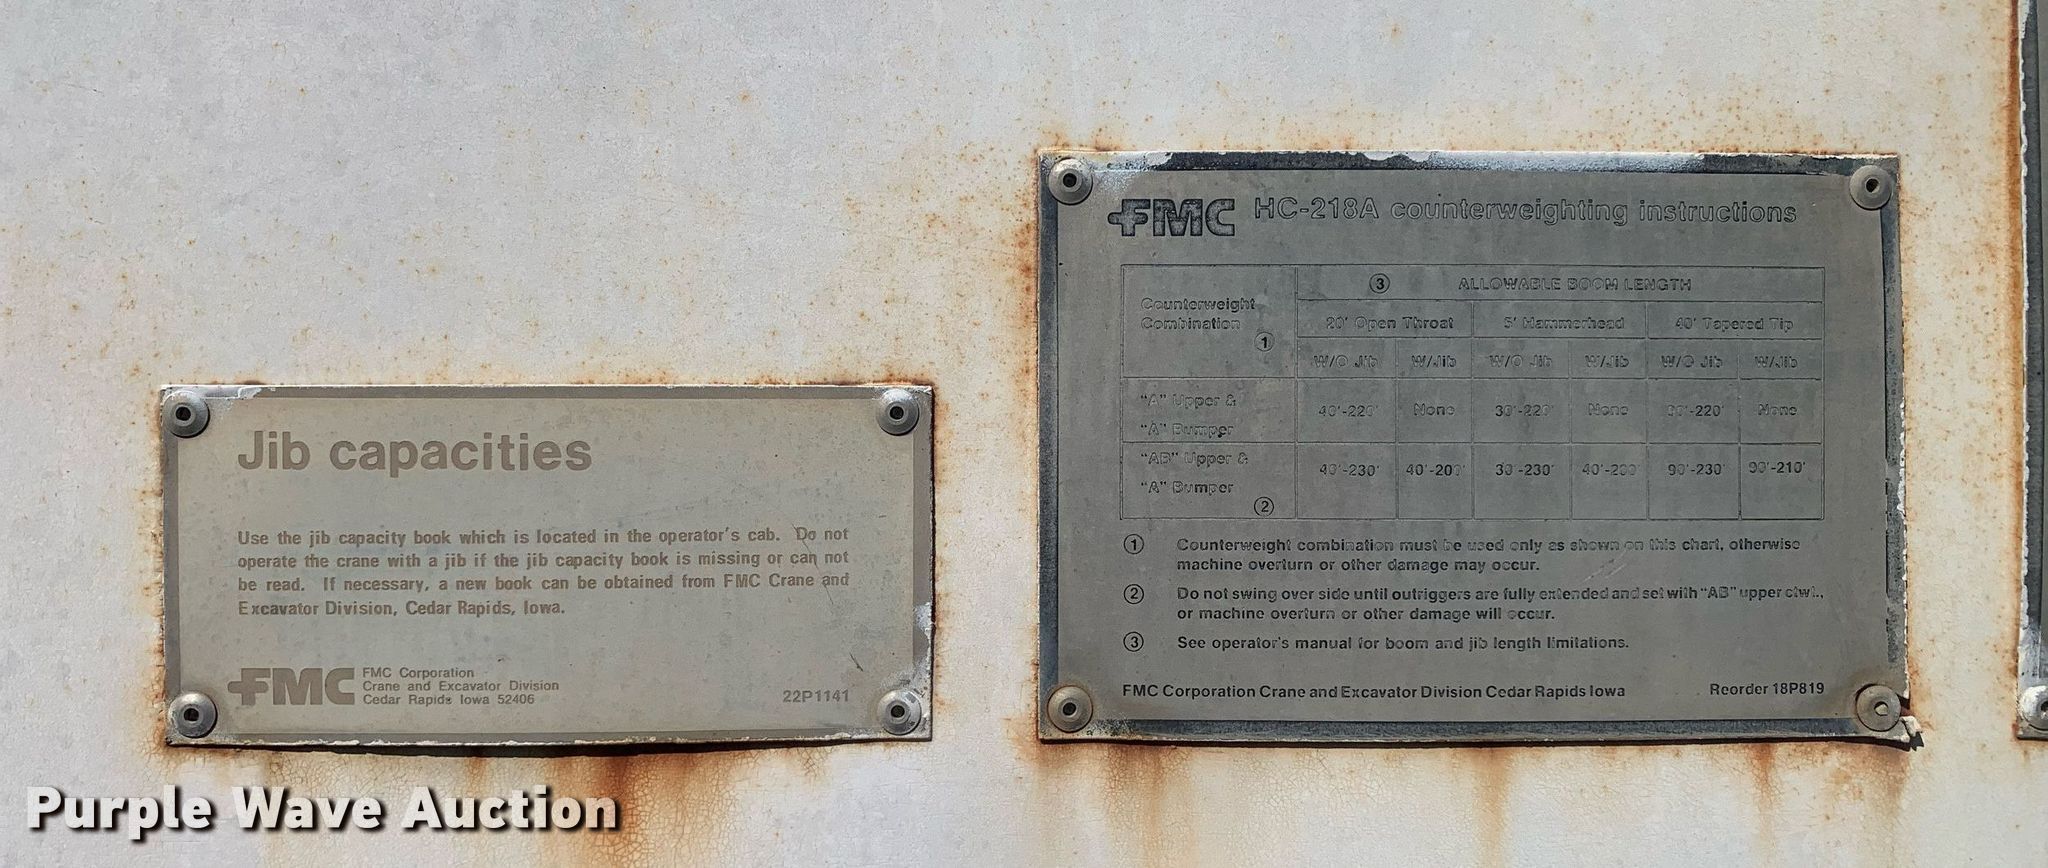 Jib capacities
Use the jib capacity book which is located in the operator's cab. Do not
operate the crane with a jib if the jib capacity book is missing or can not
be read. If necessary, a new book can be obtained from FMC Crane and
Excavator Division, Cedar Rapids, Iowa.
FMC
FMC Corporation
Crane and Excavator Division
Cedar Rapids Iowa 52406
22P1141
FMC HC-218A counterweighting instructions
Counterweight
Combination
1
3 ALLOWABLE BOOM LENGTH
20' Open Throat 5' Hammerhead 40' Tapered Tip
W/O Jib W/Jib W/O Jib W/Jib W/O Jib W/Jib
"A" Upper &
"A" Bumper
40'-220' None 30'-220' None 90'-220' None
"AB" Upper &
"A" Bumper
2
40'-230' 40'-200' 30'-230' 40'-200' 90'-230' 90'-210'
1 Counterweight combination must be used only as shown on this chart, otherwise
machine overturn or other damage may occur.
2 Do not swing over side until outriggers are fully extended and set with "AB" upper ctwt.,
or machine overturn or other damage will occur.
3 See operator's manual for boom and jib length limitations.
FMC Corporation Crane and Excavator Division Cedar Rapids Iowa Reorder 18P819
Purple Wave Auction